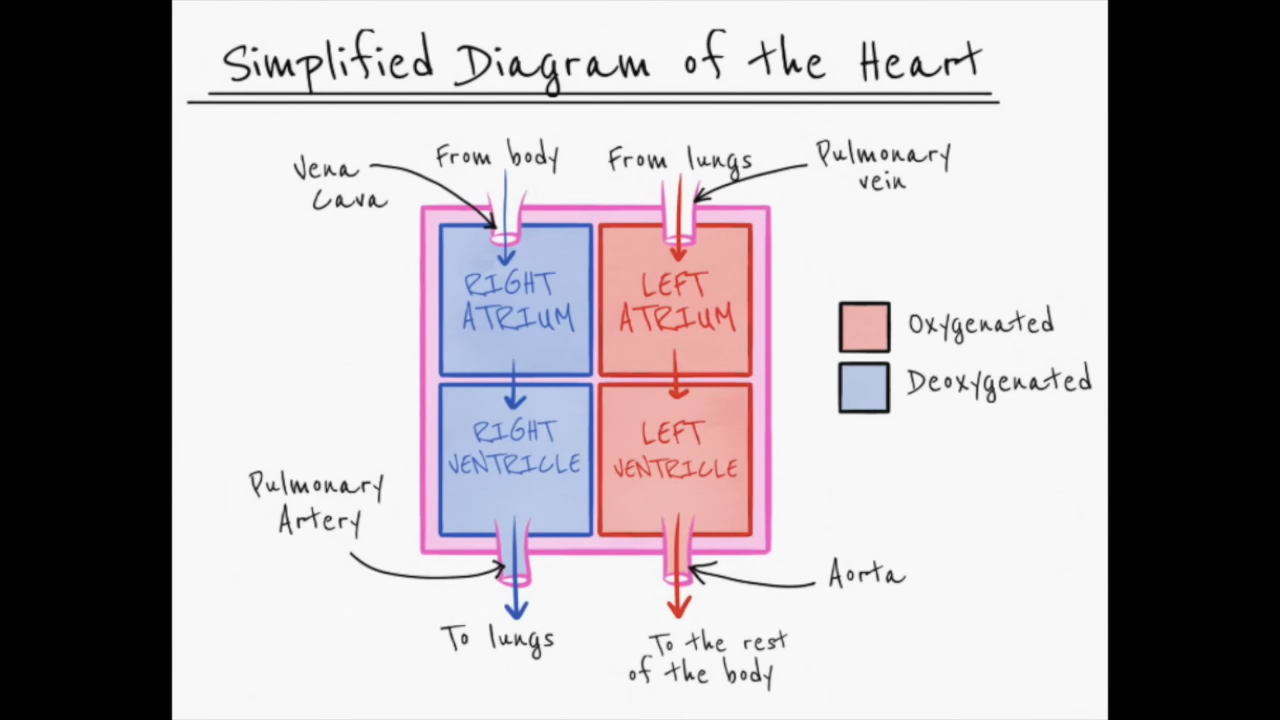 Simplified Diagram of the Heart
Vena
Cava
From body
From lungs
Pulmonary
vein
RIGHT
ATRIUM
LEFT
ATRIUM
Oxygenated
Deoxygenated
RIGHT
VENTRICLE
LEFT
VENTRICLE
Pulmonary
Artery
Aorta
To lungs
To the rest
of the body